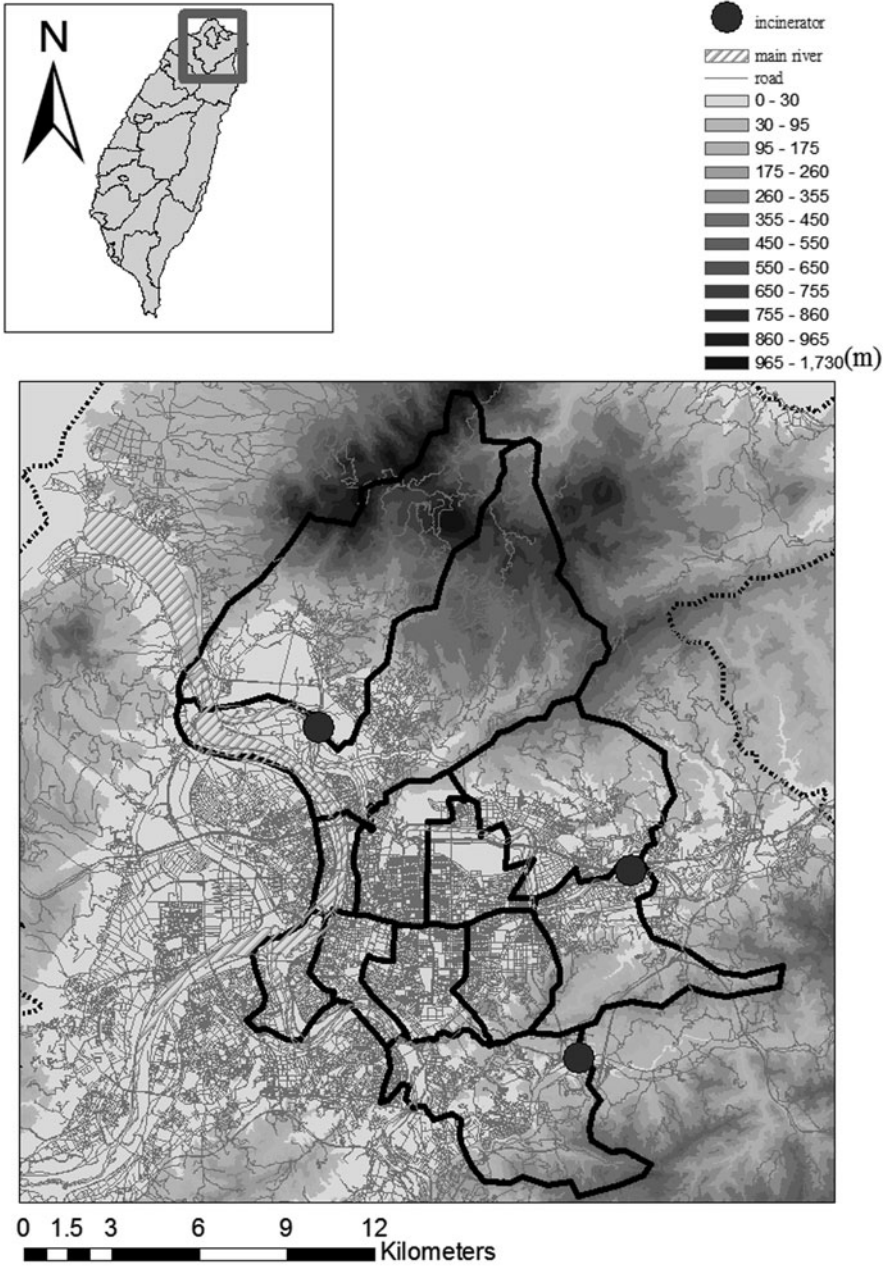 N
incinerator
main river
road
0 - 30
30 - 95
95 - 175
175 - 260
260 - 355
355 - 450
450 - 550
550 - 650
650 - 755
755 - 860
860 - 965
965 - 1,730 (m)
0 1.5 3 6 9 12
Kilometers